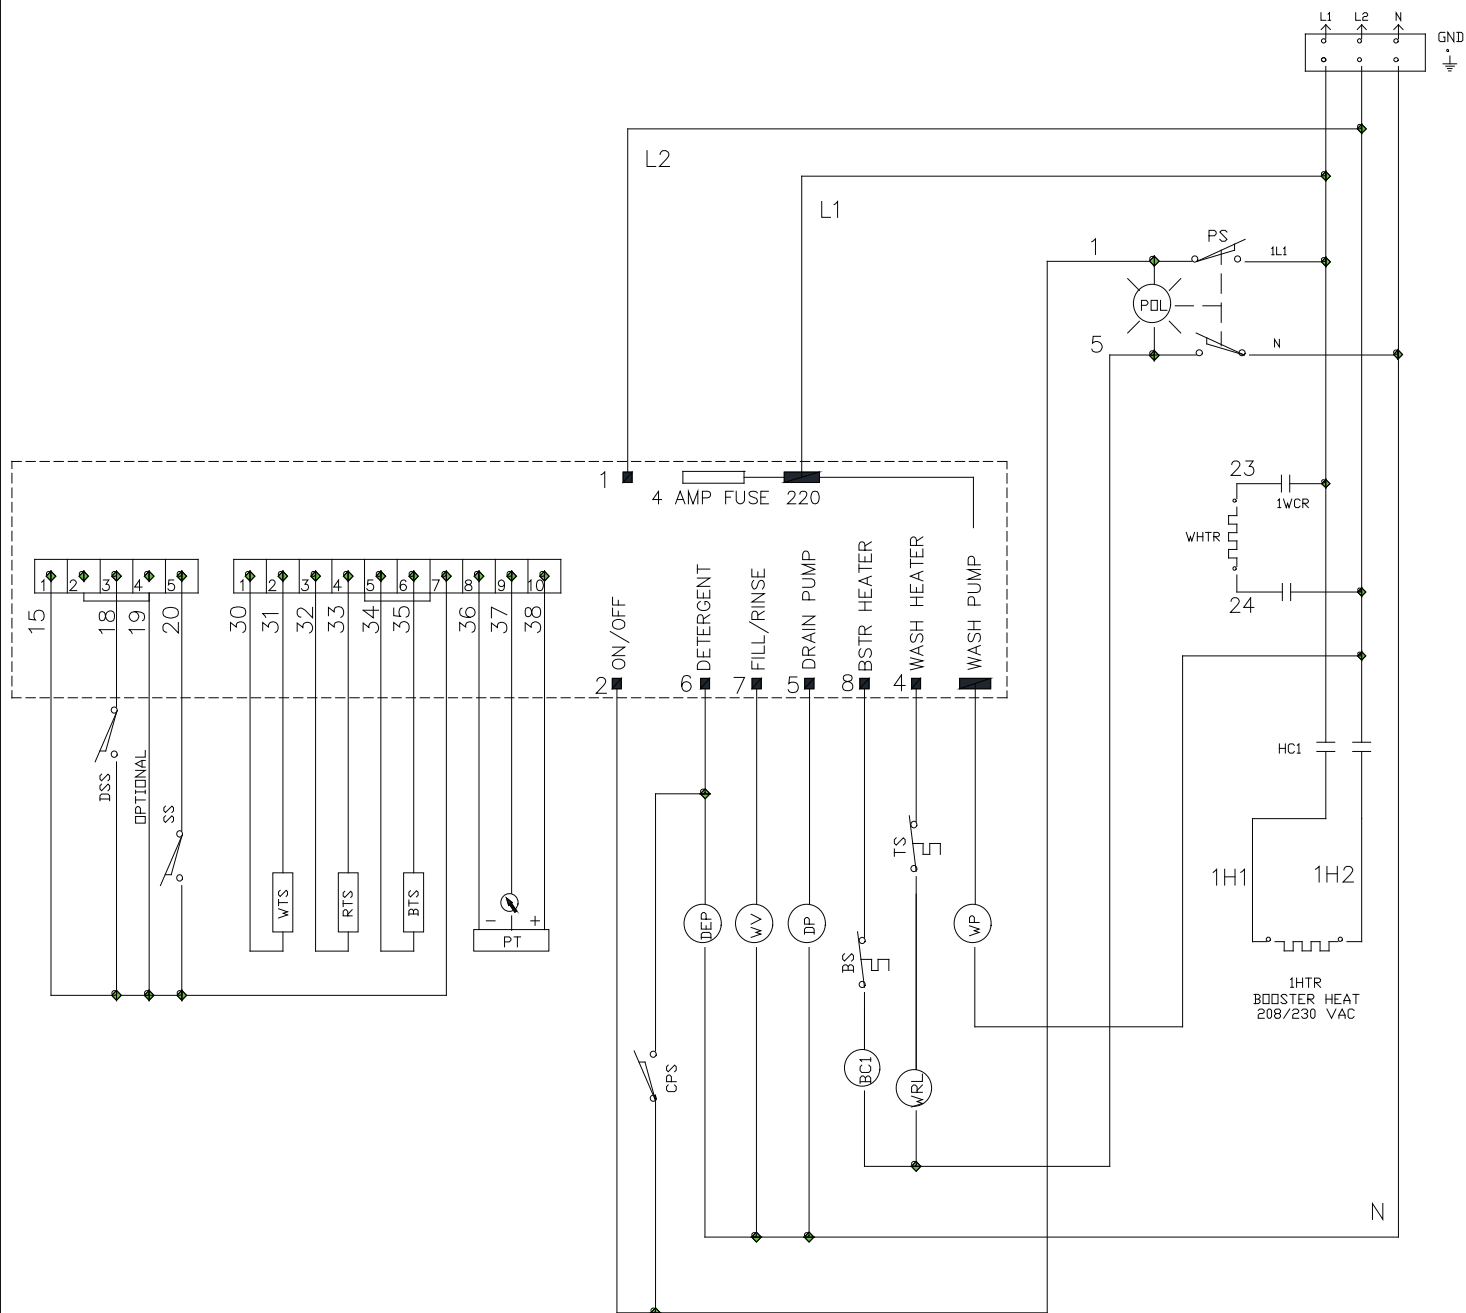 L1 L2 N
GND
L2
L1
1 PS 1L1
POL
5 N
23
1WCR
WHTR
24
1
4 AMP FUSE 220
1 2 3 4 5
1 2 3 4 5 6 7 8 9 10
15 18 19 20
30 31 32 33 34 35 36 37 38
ON/OFF
DETERGENT
FILL/RINSE
DRAIN PUMP
BSTR HEATER
WASH HEATER
WASH PUMP
2 6 7 5 8 4
DSS
OPTIONAL
SS
HC1
TS
1H1 1H2
WTS RTS BTS
- +
PT
DEP WV DP WP
BS
1HTR
BOOSTER HEAT
208/230 VAC
CPS
BC1
WRL
N